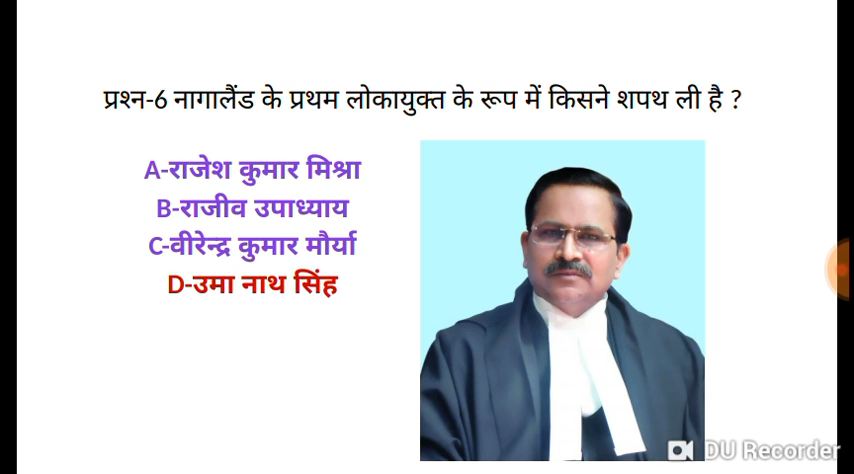 प्रश्न-6 नागालैंड के प्रथम लोकायुक्त के रूप में किसने शपथ ली है ?
A-राजेश कुमार मिश्रा
B-राजीव उपाध्याय
C-वीरेन्द्र कुमार मौर्या
D-उमा नाथ सिंह
DU Recorder